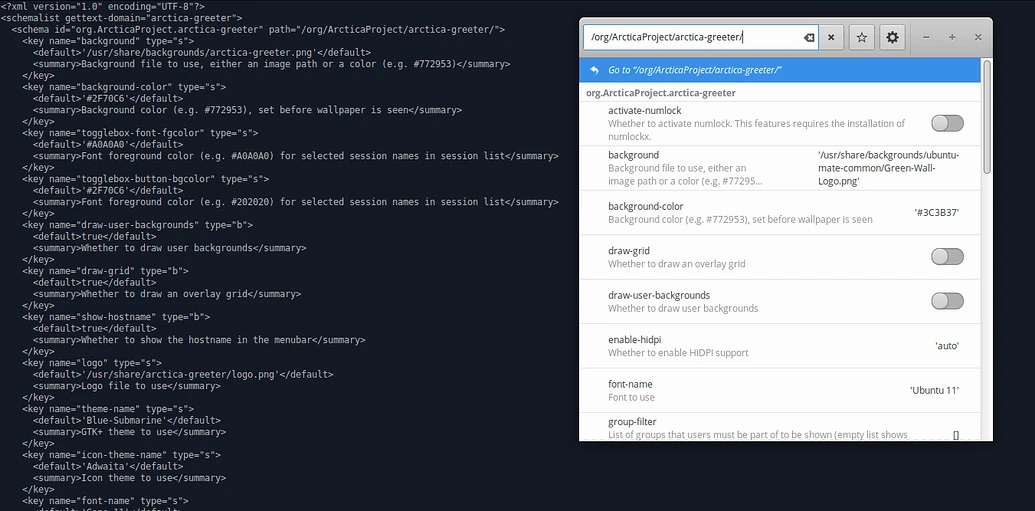 <?xml version="1.0" encoding="UTF-8"?>
<schemalist gettext-domain="arctica-greeter">
<schema id="org.ArcticaProject.arctica-greeter" path="/org/ArcticaProject/arctica-greeter/">
<key name="background" type="s">
<default>'/usr/share/backgrounds/arctica-greeter.png'</default>
<summary>Background file to use, either an image path or a color (e.g. #772953)</summary>
</key>
<key name="background-color" type="s">
<default>'#2F70C6'</default>
<summary>Background color (e.g. #772953), set before wallpaper is seen</summary>
</key>
<key name="togglebox-font-fgcolor" type="s">
<default>'#A0A0A0'</default>
<summary>Font foreground color (e.g. #A0A0A0) for selected session names in session list</summary>
</key>
<key name="togglebox-button-bgcolor" type="s">
<default>'#2F70C6'</default>
<summary>Font foreground color (e.g. #202020) for selected session names in session list</summary>
</key>
<key name="draw-user-backgrounds" type="b">
<default>true</default>
<summary>Whether to draw user backgrounds</summary>
</key>
<key name="draw-grid" type="b">
<default>true</default>
<summary>Whether to draw an overlay grid</summary>
</key>
<key name="show-hostname" type="b">
<default>true</default>
<summary>Whether to show the hostname in the menubar</summary>
</key>
<key name="logo" type="s">
<default>'/usr/share/arctica-greeter/logo.png'</default>
<summary>Logo file to use</summary>
</key>
<key name="theme-name" type="s">
<default>'Blue-Submarine'</default>
<summary>GTK+ theme to use</summary>
</key>
<key name="icon-theme-name" type="s">
<default>'Adwaita'</default>
<summary>Icon theme to use</summary>
</key>
<key name="font-name" type="s">
/org/ArcticaProject/arctica-greeter/
Go to “/org/ArcticaProject/arctica-greeter/”
org.ArcticaProject.arctica-greeter
activate-numlock
Whether to activate numlock. This features requires the installation of
numlockx.
background
Background file to use, either an
image path or a color (e.g. #77295…
'/usr/share/backgrounds/ubuntu-
mate-common/Green-Wall-
Logo.png'
background-color
Background color (e.g. #772953), set before wallpaper is seen
'#3C3B37'
draw-grid
Whether to draw an overlay grid
draw-user-backgrounds
Whether to draw user backgrounds
enable-hidpi
Whether to enable HiDPI support
'auto'
font-name
Font to use
'Ubuntu 11'
group-filter
List of groups that users must be part of to be shown (empty list shows
[]